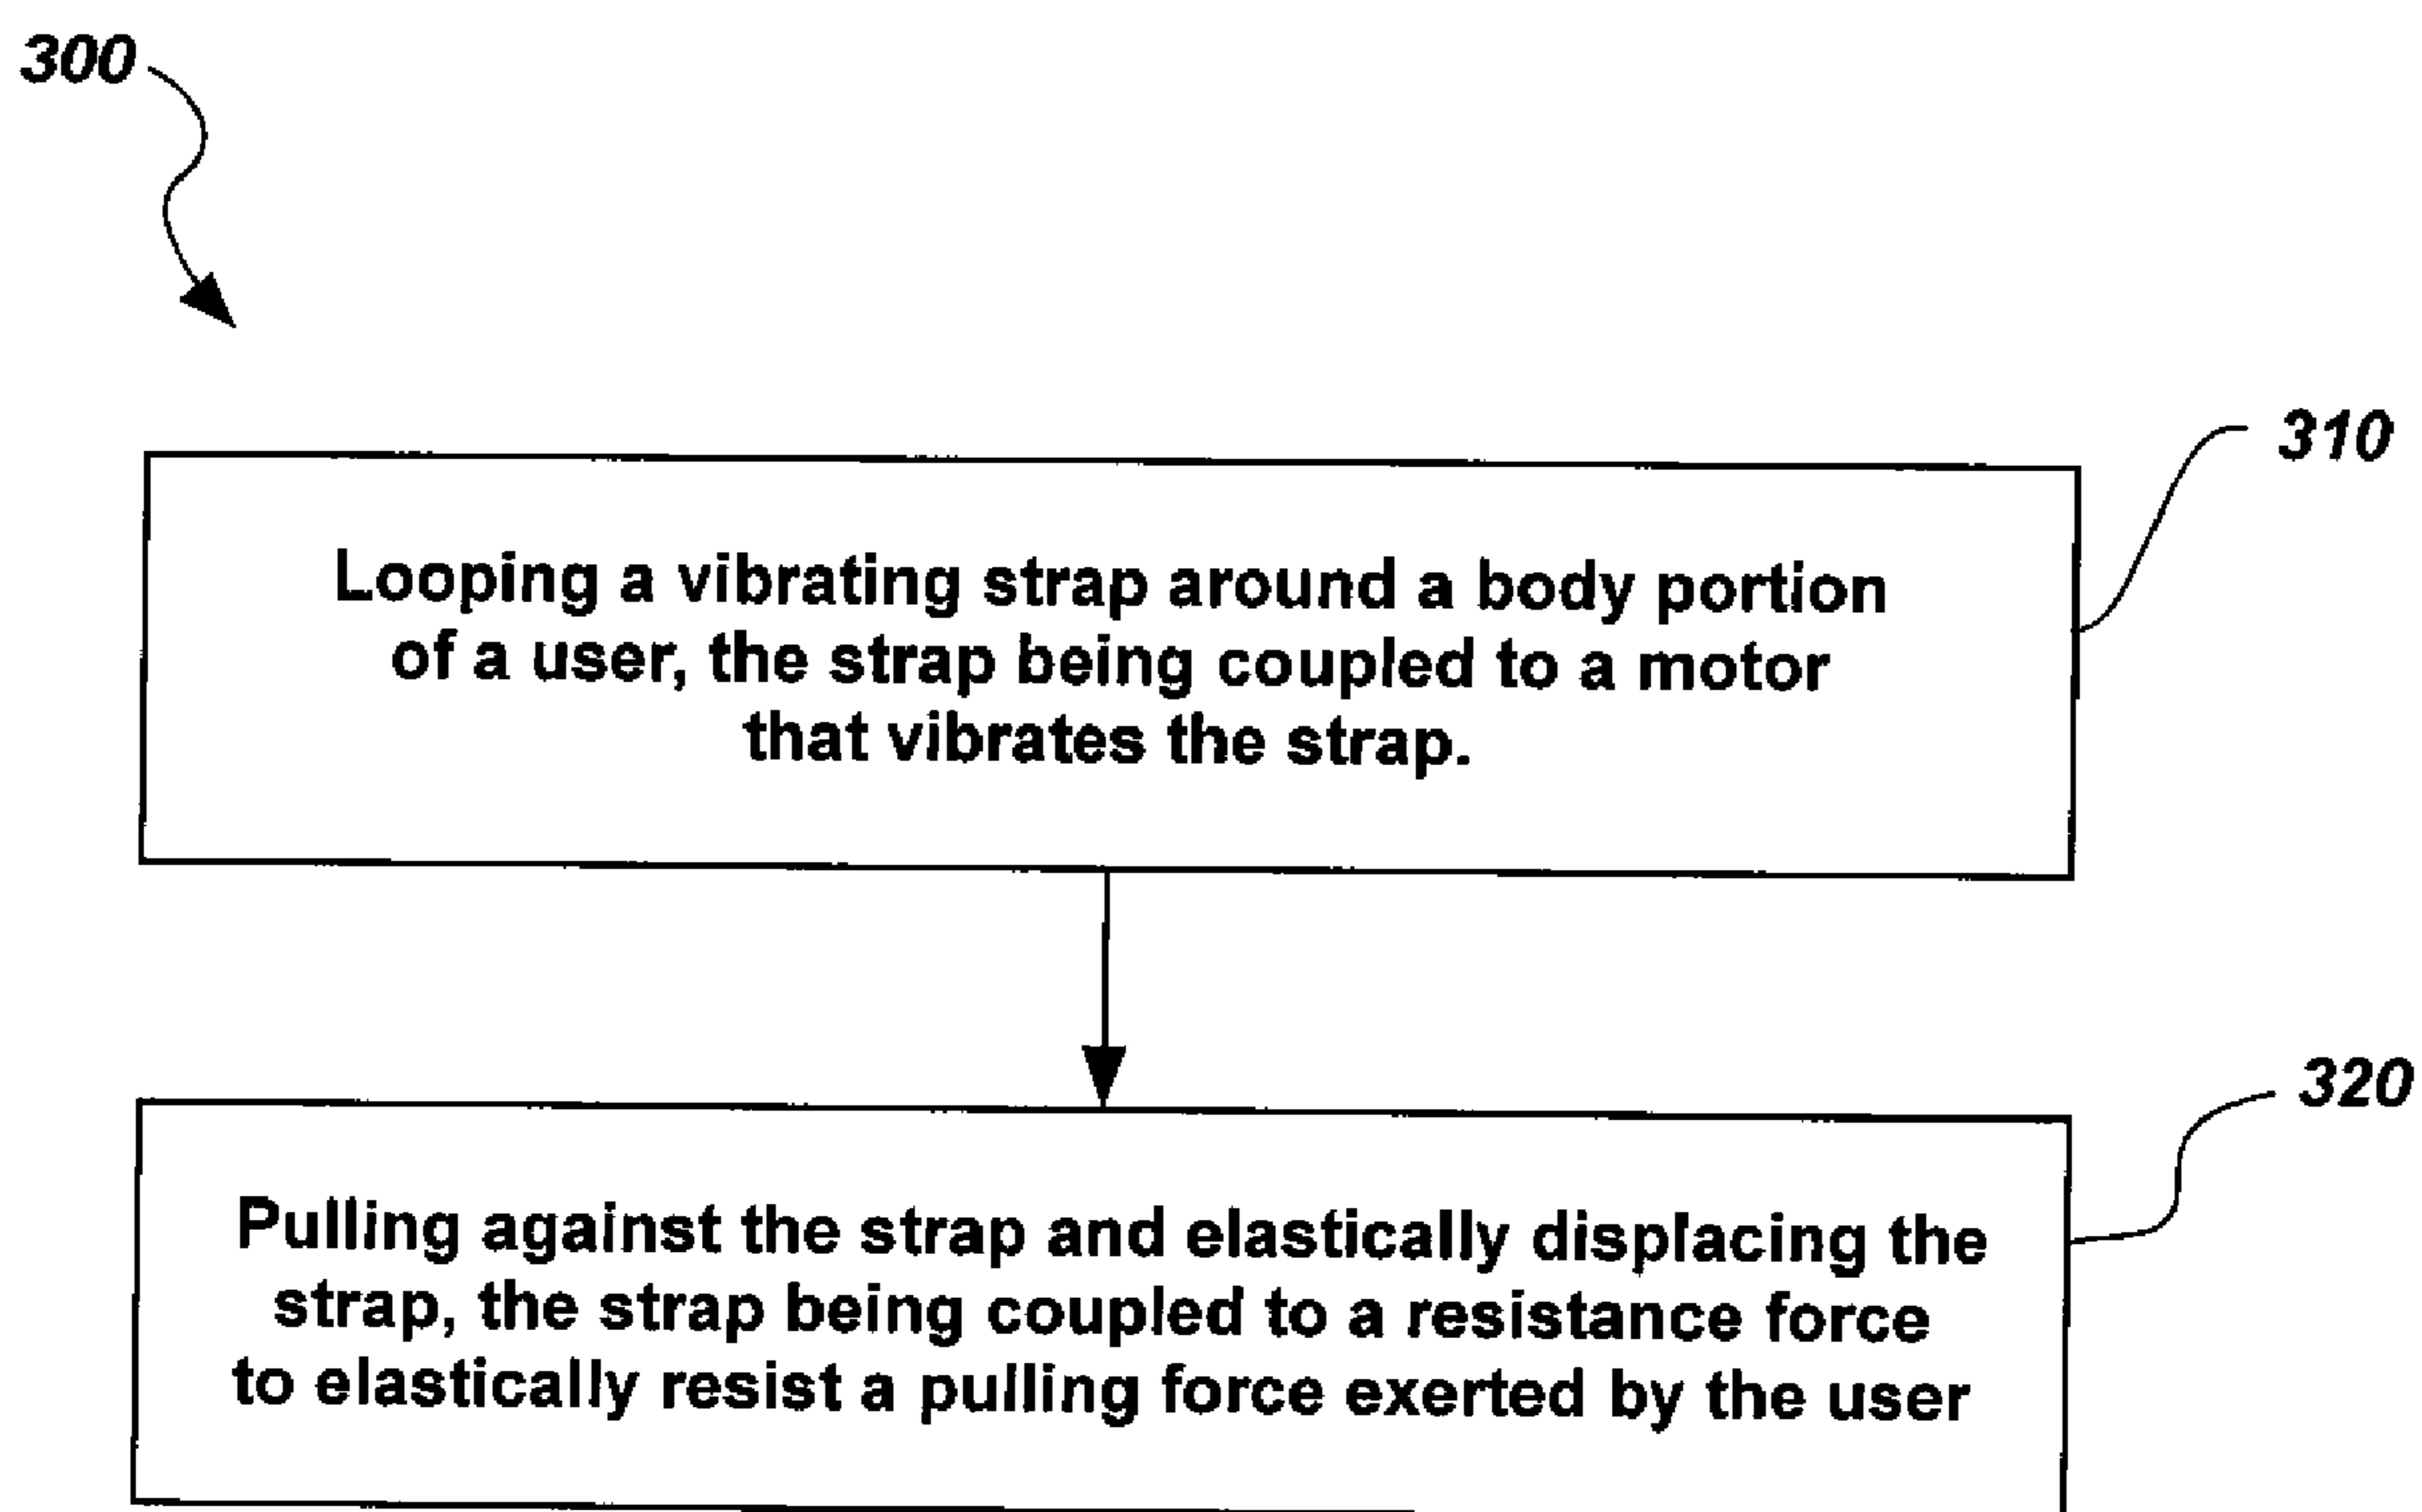 300
310
Looping a vibrating strap around a body portion
of a user, the strap being coupled to a motor
that vibrates the strap.
320
Pulling against the strap and elastically displacing the
strap, the strap being coupled to a resistance force
to elastically resist a pulling force exerted by the user